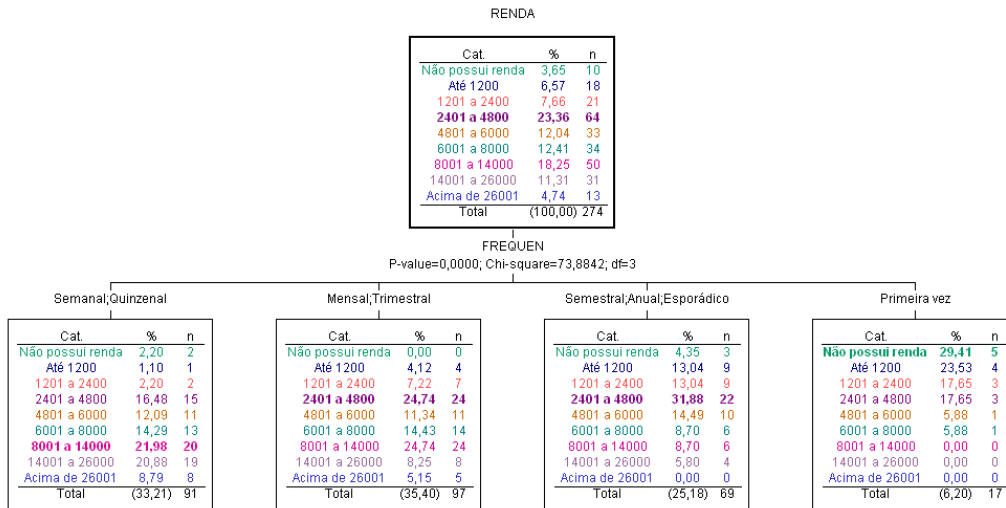 RENDA
Cat. % n
Não possui renda 3,65 10
Até 1200 6,57 18
1201 a 2400 7,66 21
2401 a 4800 23,36 64
4801 a 6000 12,04 33
6001 a 8000 12,41 34
8001 a 14000 18,25 50
14001 a 26000 11,31 31
Acima de 26001 4,74 13
Total (100,00) 274
FREQUEN
P-value=0,0000; Chi-square=73,8842; df=3
Semanal;Quinzenal
Cat. % n
Não possui renda 2,20 2
Até 1200 1,10 1
1201 a 2400 2,20 2
2401 a 4800 16,48 15
4801 a 6000 12,09 11
6001 a 8000 14,29 13
8001 a 14000 21,98 20
14001 a 26000 20,88 19
Acima de 26001 8,79 8
Total (33,21) 91
Mensal;Trimestral
Cat. % n
Não possui renda 0,00 0
Até 1200 4,12 4
1201 a 2400 7,22 7
2401 a 4800 24,74 24
4801 a 6000 11,34 11
6001 a 8000 14,43 14
8001 a 14000 24,74 24
14001 a 26000 8,25 8
Acima de 26001 5,15 5
Total (35,40) 97
Semestral;Anual;Esporádico
Cat. % n
Não possui renda 4,35 3
Até 1200 13,04 9
1201 a 2400 13,04 9
2401 a 4800 31,88 22
4801 a 6000 14,49 10
6001 a 8000 8,70 6
8001 a 14000 8,70 6
14001 a 26000 5,80 4
Acima de 26001 0,00 0
Total (25,18) 69
Primeira vez
Cat. % n
Não possui renda 29,41 5
Até 1200 23,53 4
1201 a 2400 17,65 3
2401 a 4800 17,65 3
4801 a 6000 5,88 1
6001 a 8000 5,88 1
8001 a 14000 0,00 0
14001 a 26000 0,00 0
Acima de 26001 0,00 0
Total (6,20) 17